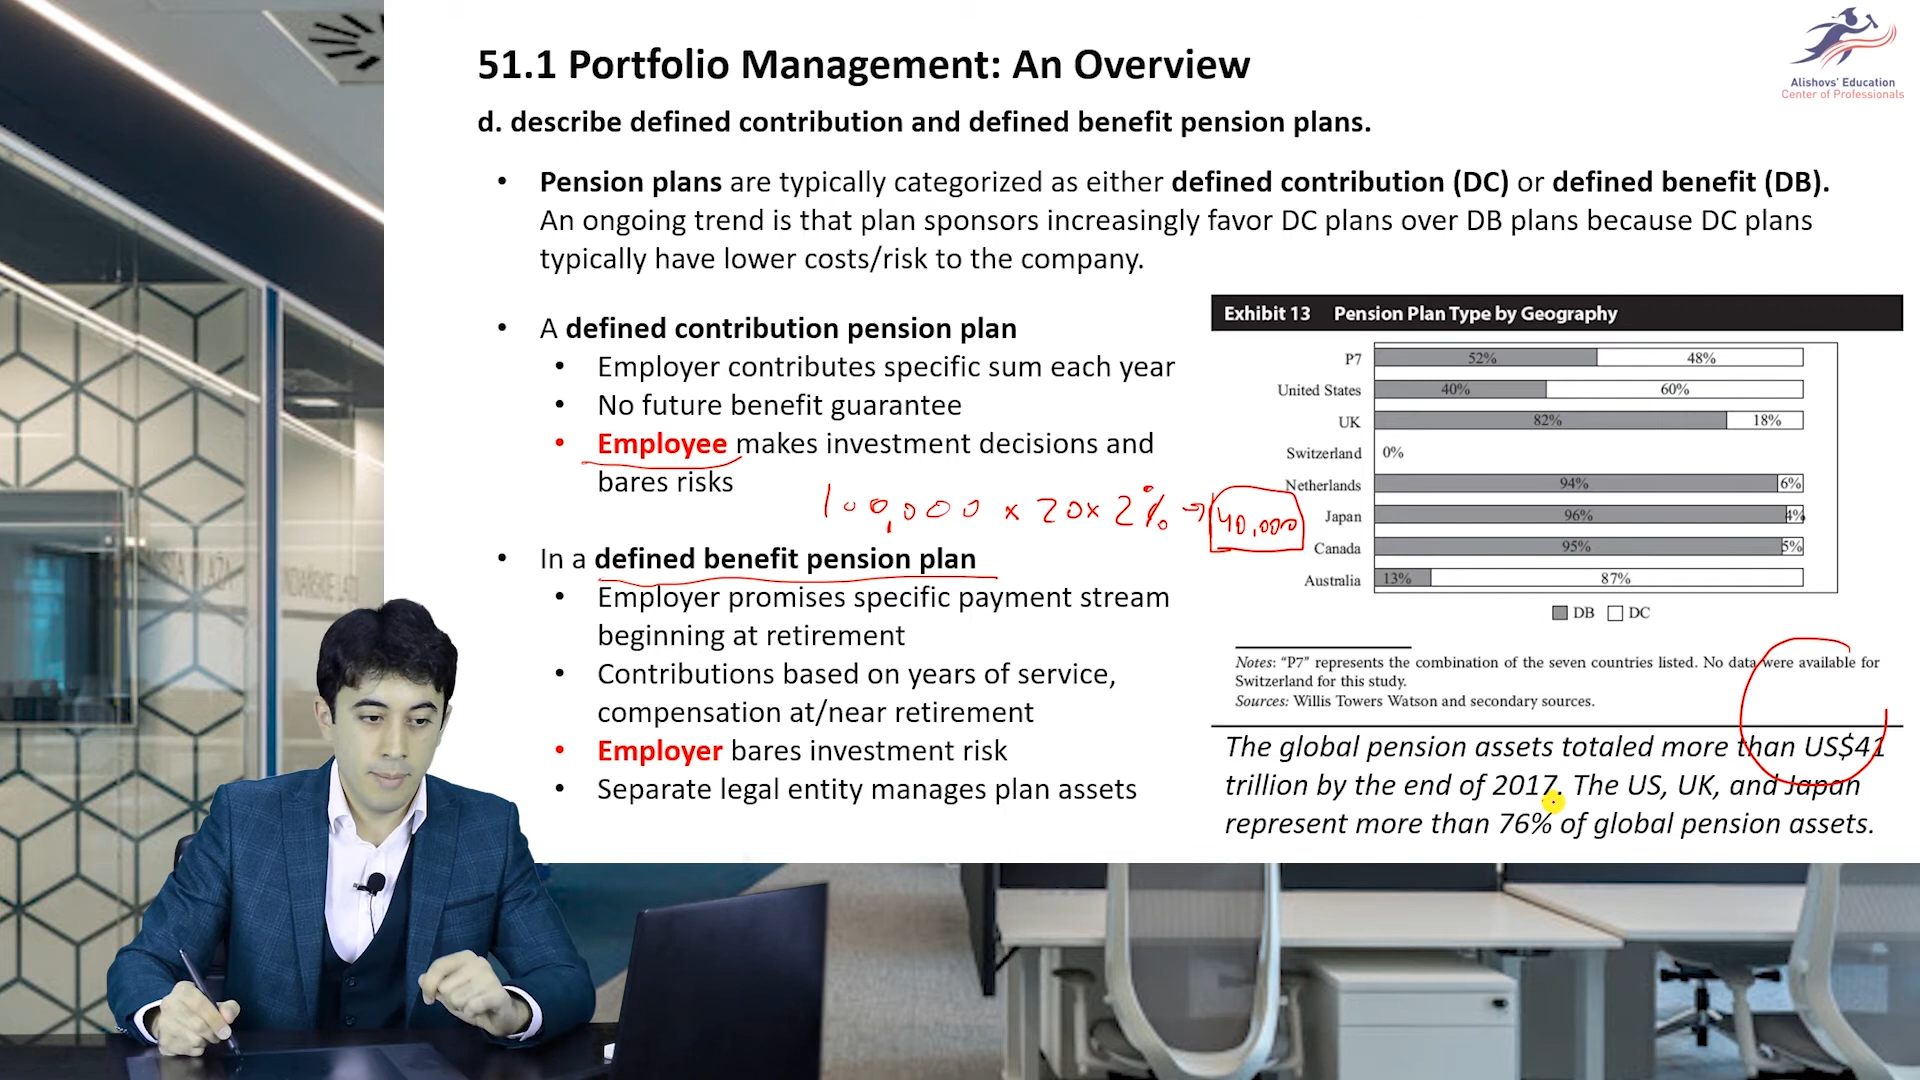 Alishovs' Education
Center of Professionals
51.1 Portfolio Management: An Overview
d. describe defined contribution and defined benefit pension plans.
• Pension plans are typically categorized as either defined contribution (DC) or defined benefit (DB).
An ongoing trend is that plan sponsors increasingly favor DC plans over DB plans because DC plans
typically have lower costs/risk to the company.
• A defined contribution pension plan
• Employer contributes specific sum each year
• No future benefit guarantee
• Employee makes investment decisions and
bares risks
100,000 x 20 x 2% → 40,000
• In a defined benefit pension plan
• Employer promises specific payment stream
beginning at retirement
• Contributions based on years of service,
compensation at/near retirement
• Employer bares investment risk
• Separate legal entity manages plan assets
Exhibit 13 Pension Plan Type by Geography
P7 52% 48%
United States 40% 60%
UK 82% 18%
Switzerland 0%
Netherlands 94% 6%
Japan 96% 4%
Canada 95% 5%
Australia 13% 87%
DB DC
Notes: “P7” represents the combination of the seven countries listed. No data were available for
Switzerland for this study.
Sources: Willis Towers Watson and secondary sources.
The global pension assets totaled more than US$41
trillion by the end of 2017. The US, UK, and Japan
represent more than 76% of global pension assets.